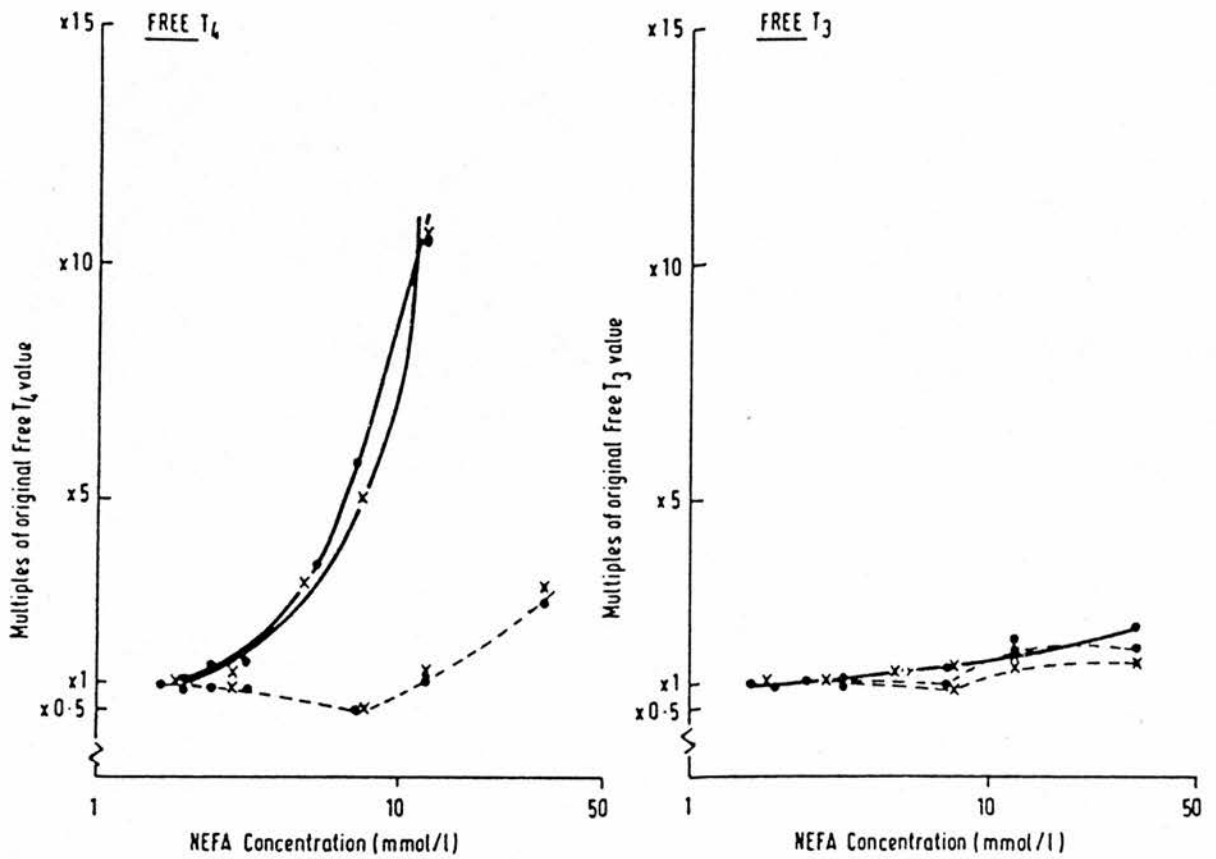 FREE T4
x15
x10
x5
x1
x0·5
Multiples of original Free T4 value
1
10
50
NEFA Concentration (mmol/l)
FREE T3
x15
x10
x5
x1
x0·5
Multiples of original Free T3 value
1
10
50
NEFA Concentration (mmol/l)